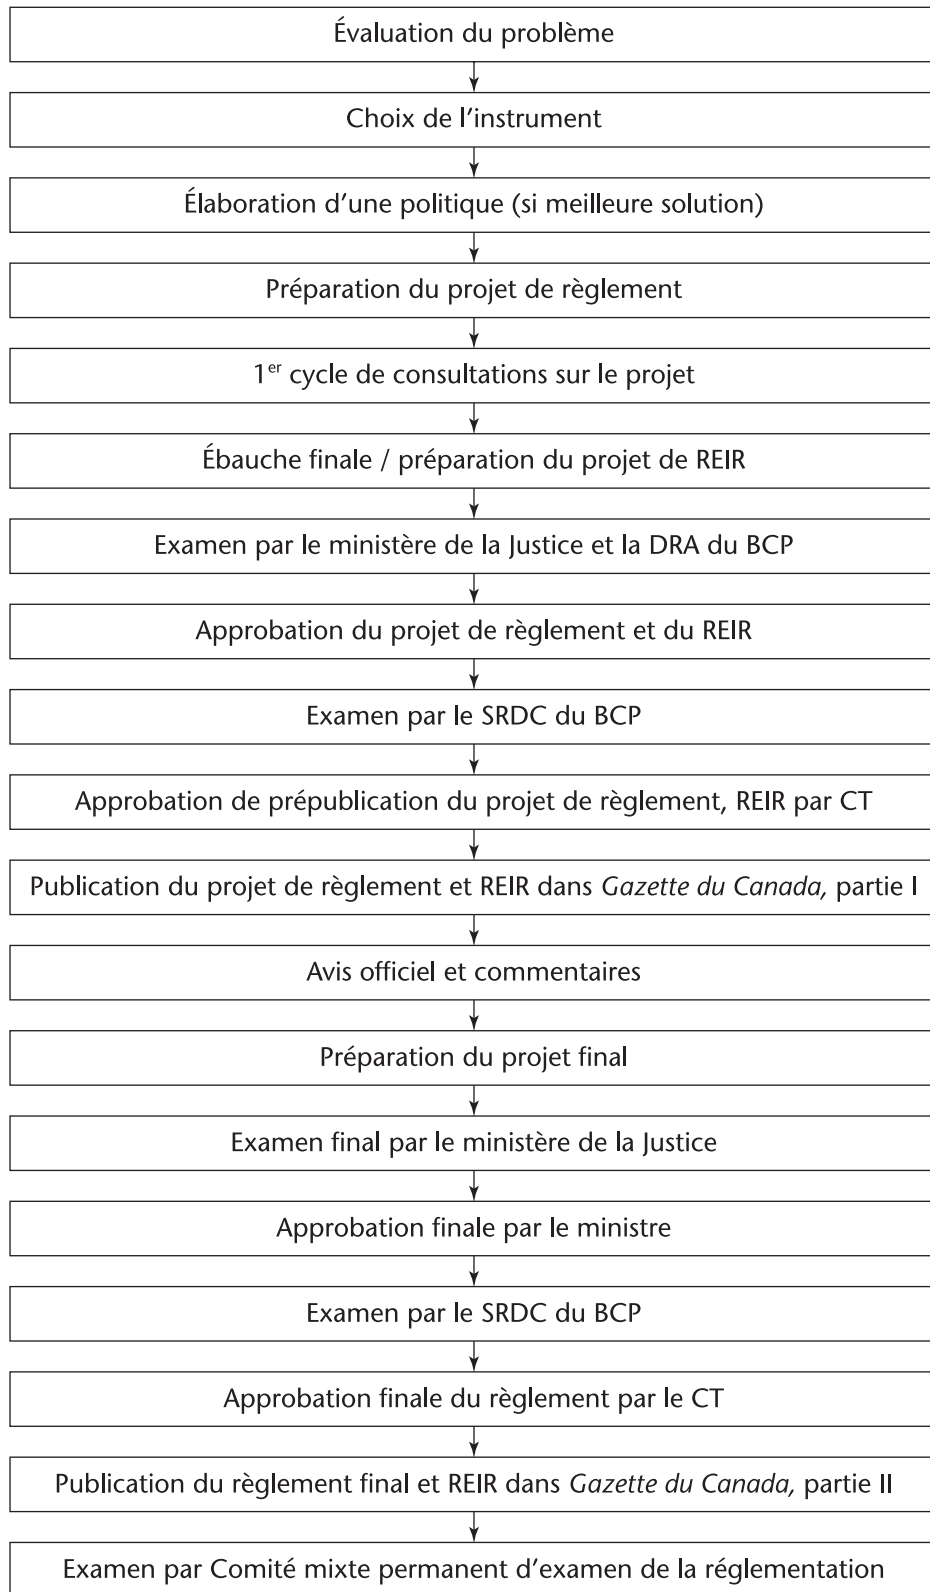 Évaluation du problème
Choix de l'instrument
Élaboration d'une politique (si meilleure solution)
Préparation du projet de règlement
1er cycle de consultations sur le projet
Ébauche finale / préparation du projet de REIR
Examen par le ministère de la Justice et la DRA du BCP
Approbation du projet de règlement et du REIR
Examen par le SRDC du BCP
Approbation de prépublication du projet de règlement, REIR par CT
Publication du projet de règlement et REIR dans Gazette du Canada, partie I
Avis officiel et commentaires
Préparation du projet final
Examen final par le ministère de la Justice
Approbation finale par le ministre
Examen par le SRDC du BCP
Approbation finale du règlement par le CT
Publication du règlement final et REIR dans Gazette du Canada, partie II
Examen par Comité mixte permanent d'examen de la réglementation